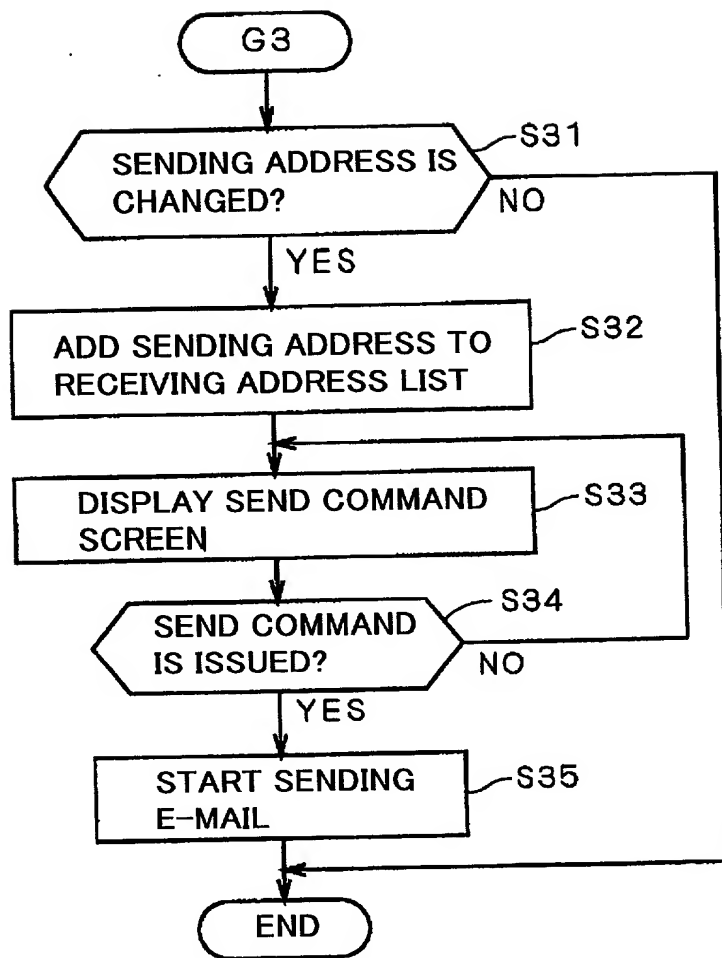 G3
S31
SENDING ADDRESS IS
CHANGED?
NO
YES
S32
ADD SENDING ADDRESS TO
RECEIVING ADDRESS LIST
S33
DISPLAY SEND COMMAND
SCREEN
S34
SEND COMMAND
IS ISSUED?
NO
YES
S35
START SENDING
E-MAIL
END